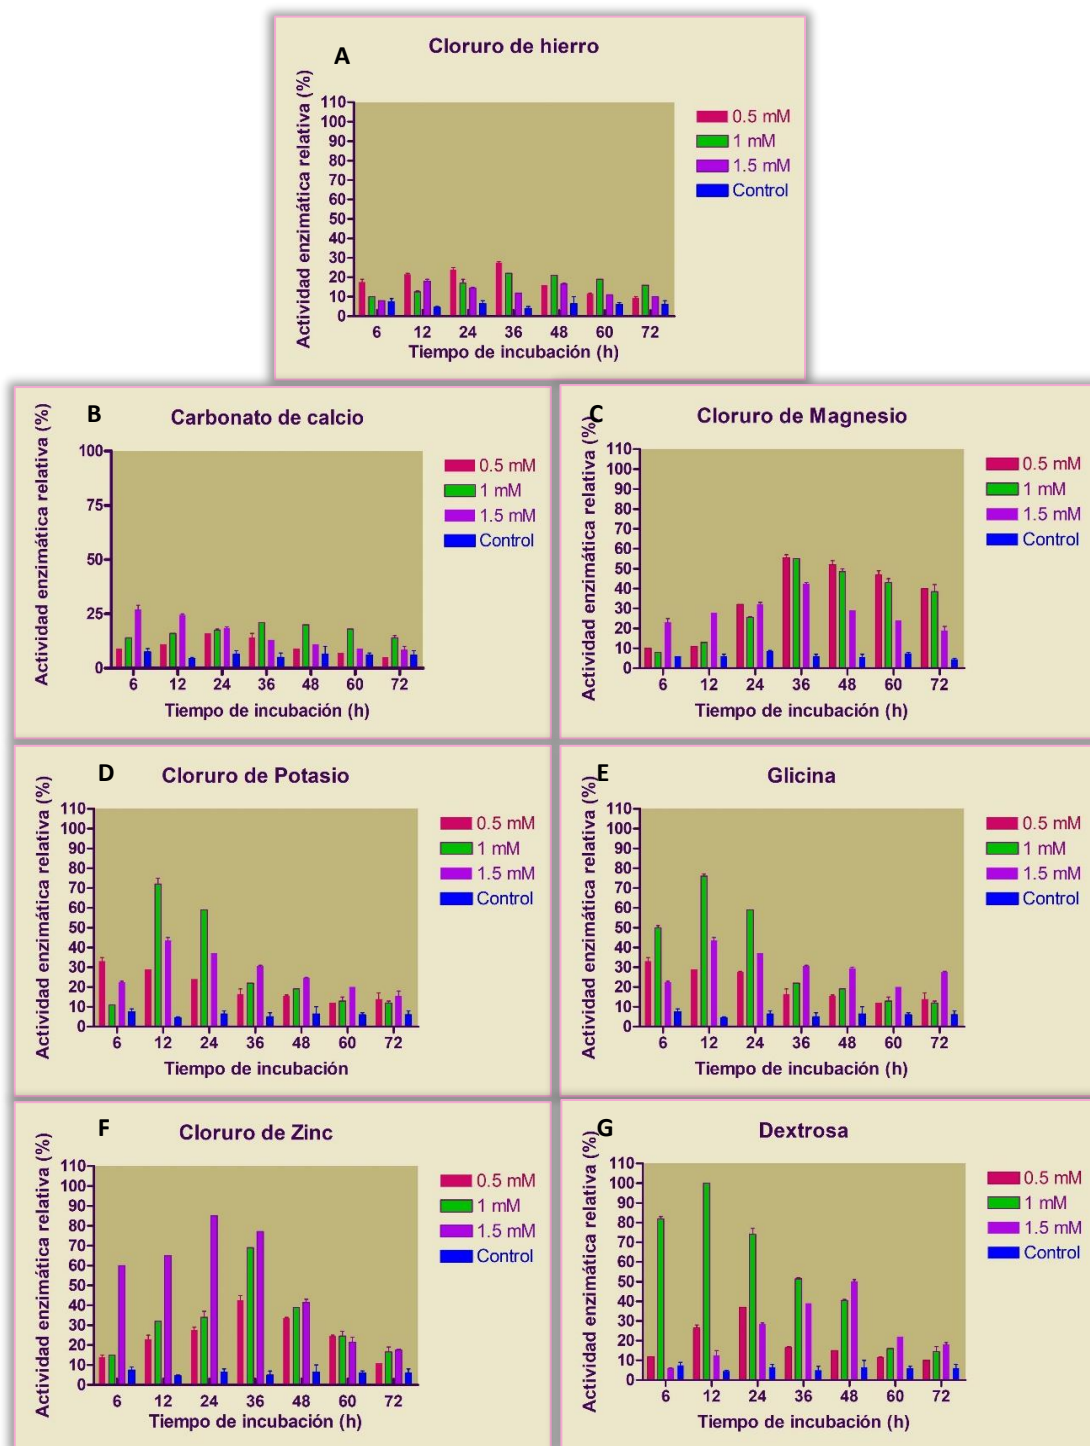 A
Cloruro de hierro
Actividad enzimática relativa (%)
110
100
90
80
70
60
50
40
30
20
10
0
6 12 24 36 48 60 72
Tiempo de incubación (h)
0.5 mM
1 mM
1.5 mM
Control
B
Carbonato de calcio
Actividad enzimática relativa (%)
100
75
50
25
0
6 12 24 36 48 60 72
Tiempo de incubación (h)
0.5 mM
1 mM
1.5 mM
Control
C
Cloruro de Magnesio
Actividad enzimática relativa (%)
110
100
90
80
70
60
50
40
30
20
10
0
6 12 24 36 48 60 72
Tiempo de incubación (h)
0.5 mM
1 mM
1.5 mM
Control
D
Cloruro de Potasio
Actividad enzimática relativa (%)
110
100
90
80
70
60
50
40
30
20
10
0
6 12 24 36 48 60 72
Tiempo de incubación
0.5 mM
1 mM
1.5 mM
Control
E
Glicina
Actividad enzimática relativa (%)
110
100
90
80
70
60
50
40
30
20
10
0
6 12 24 36 48 60 72
Tiempo de incubación (h)
0.5 mM
1 mM
1.5 mM
Control
F
Cloruro de Zinc
Actividad enzimática relativa (%)
110
100
90
80
70
60
50
40
30
20
10
0
6 12 24 36 48 60 72
Tiempo de incubación (h)
0.5 mM
1 mM
1.5 mM
Control
G
Dextrosa
Actividad enzimática relativa (%)
110
100
90
80
70
60
50
40
30
20
10
0
6 12 24 36 48 60 72
Tiempo de incubación (h)
0.5 mM
1 mM
1.5 mM
Control